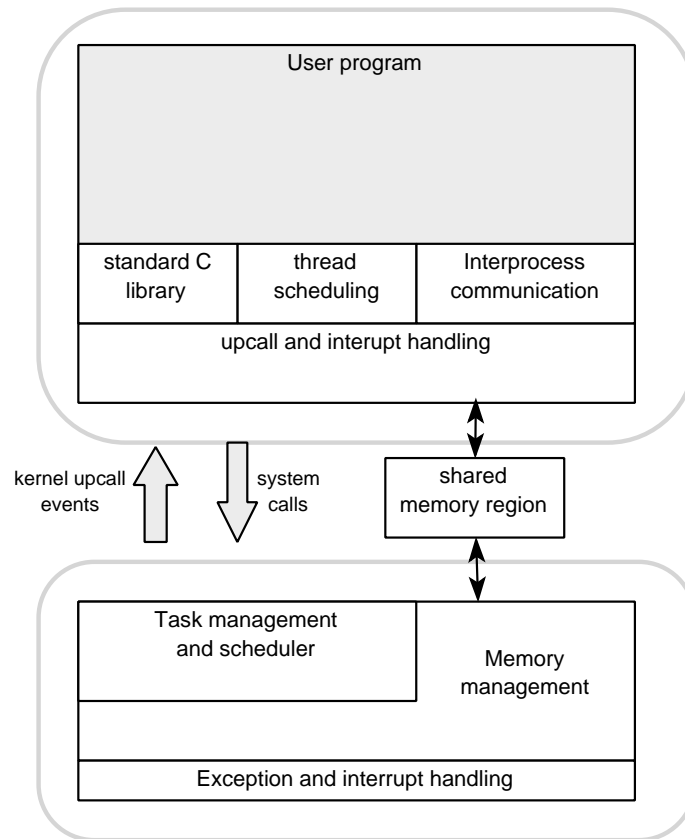 User program
standard C
library
thread
scheduling
Interprocess
communication
upcall and interupt handling
kernel upcall
events
system
calls
shared
memory region
Task management
and scheduler
Memory
management
Exception and interrupt handling